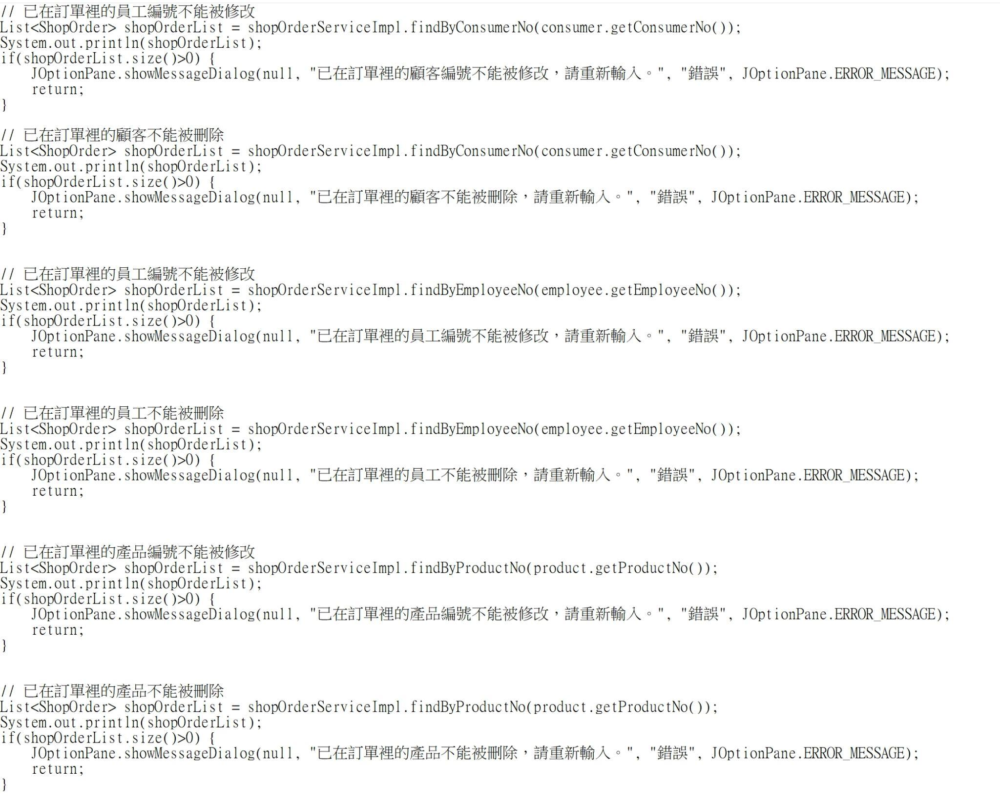 // 已在訂單裡的員工編號不能被修改
List<ShopOrder> shopOrderList = shopOrderServiceImpl.findByConsumerNo(consumer.getConsumerNo());
System.out.println(shopOrderList);
if(shopOrderList.size()>0) {
    JOptionPane.showMessageDialog(null, "已在訂單裡的顧客編號不能被修改，請重新輸入。", "錯誤", JOptionPane.ERROR_MESSAGE);
    return;
}
// 已在訂單裡的顧客不能被刪除
List<ShopOrder> shopOrderList = shopOrderServiceImpl.findByConsumerNo(consumer.getConsumerNo());
System.out.println(shopOrderList);
if(shopOrderList.size()>0) {
    JOptionPane.showMessageDialog(null, "已在訂單裡的顧客不能被刪除，請重新輸入。", "錯誤", JOptionPane.ERROR_MESSAGE);
    return;
}
// 已在訂單裡的員工編號不能被修改
List<ShopOrder> shopOrderList = shopOrderServiceImpl.findByEmployeeNo(employee.getEmployeeNo());
System.out.println(shopOrderList);
if(shopOrderList.size()>0) {
    JOptionPane.showMessageDialog(null, "已在訂單裡的員工編號不能被修改，請重新輸入。", "錯誤", JOptionPane.ERROR_MESSAGE);
    return;
}
// 已在訂單裡的員工不能被刪除
List<ShopOrder> shopOrderList = shopOrderServiceImpl.findByEmployeeNo(employee.getEmployeeNo());
System.out.println(shopOrderList);
if(shopOrderList.size()>0) {
    JOptionPane.showMessageDialog(null, "已在訂單裡的員工不能被刪除，請重新輸入。", "錯誤", JOptionPane.ERROR_MESSAGE);
    return;
}
// 已在訂單裡的產品編號不能被修改
List<ShopOrder> shopOrderList = shopOrderServiceImpl.findByProductNo(product.getProductNo());
System.out.println(shopOrderList);
if(shopOrderList.size()>0) {
    JOptionPane.showMessageDialog(null, "已在訂單裡的產品編號不能被修改，請重新輸入。", "錯誤", JOptionPane.ERROR_MESSAGE);
    return;
}
// 已在訂單裡的產品不能被刪除
List<ShopOrder> shopOrderList = shopOrderServiceImpl.findByProductNo(product.getProductNo());
System.out.println(shopOrderList);
if(shopOrderList.size()>0) {
    JOptionPane.showMessageDialog(null, "已在訂單裡的產品不能被刪除，請重新輸入。", "錯誤", JOptionPane.ERROR_MESSAGE);
    return;
}